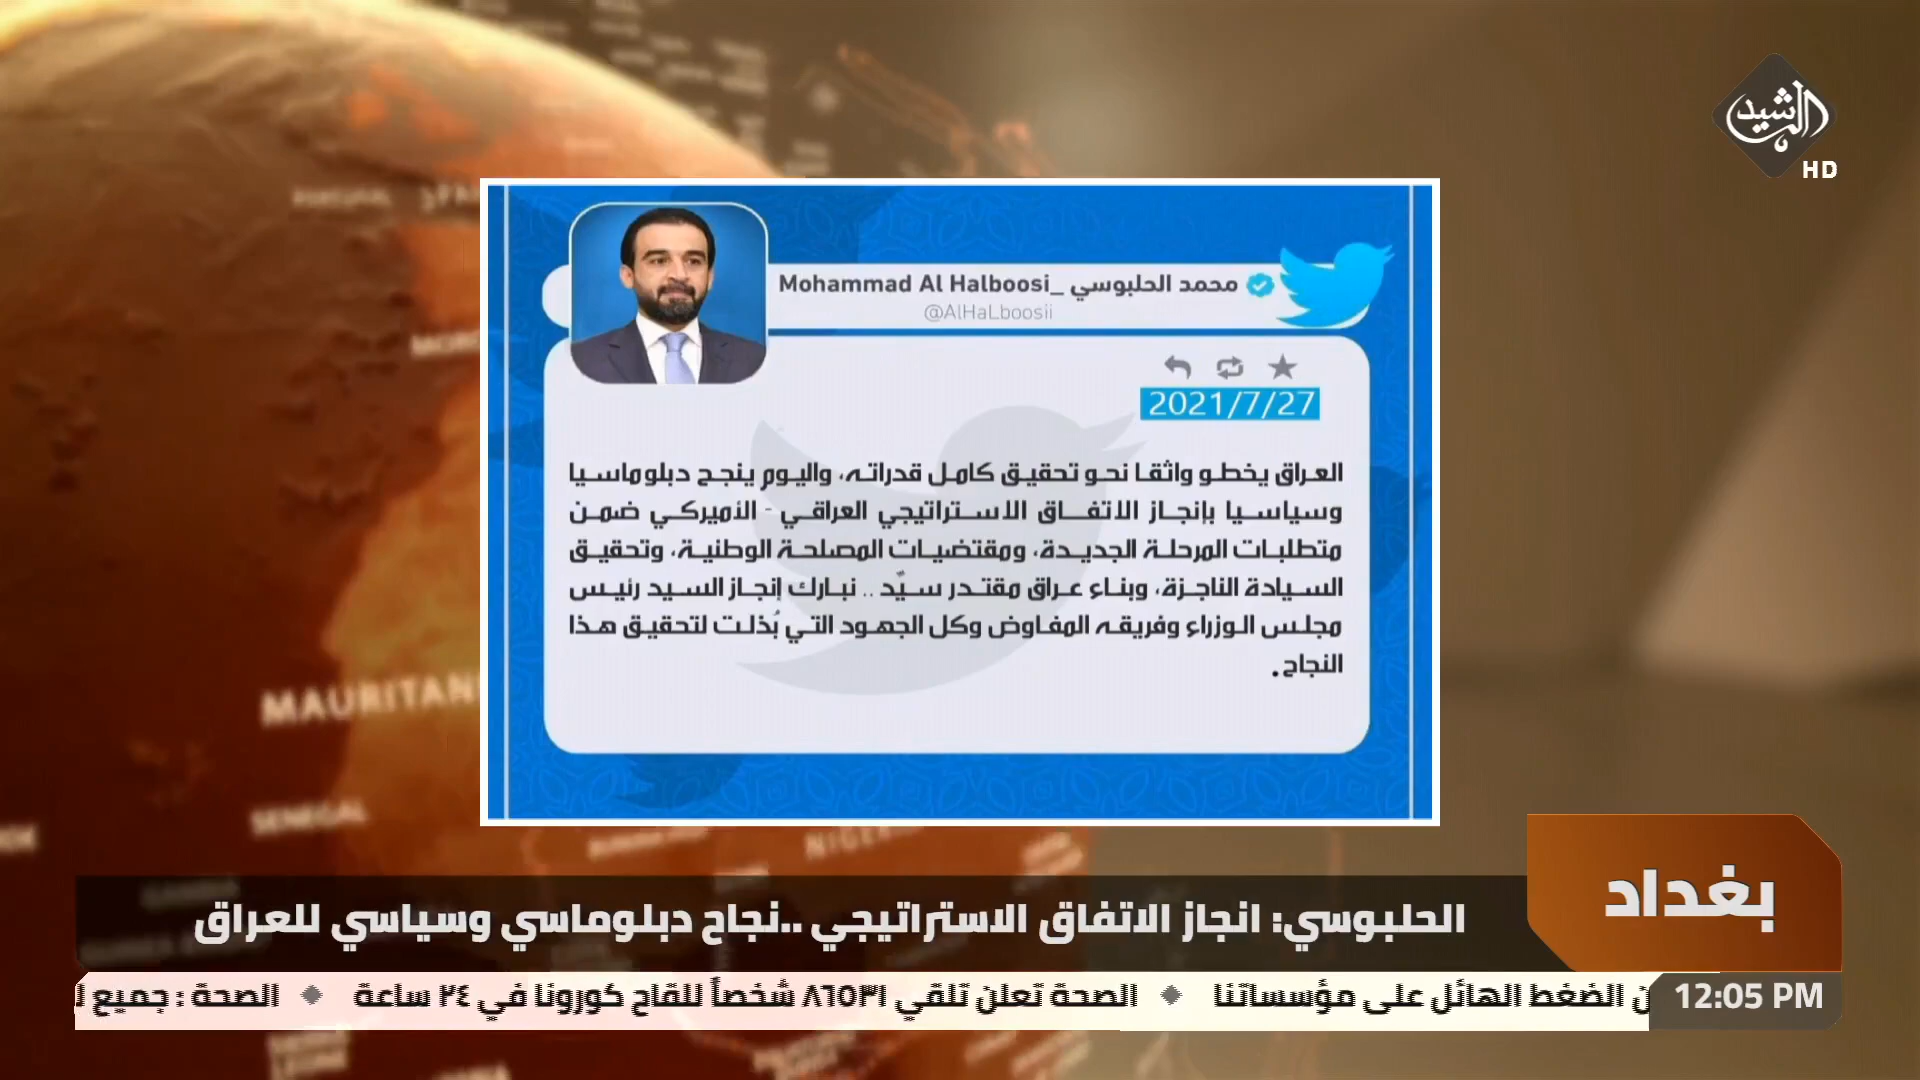 الرشيد
HD
محمد الحلبوسي _Mohammad Al Halboosi
@AlHaLboosii
2021/7/27
العراق يخطو واثقا نحو تحقيق كامل قدراته، واليوم ينجح دبلوماسيا
وسياسيا بإنجاز الاتفاق الاستراتيجي العراقي - الأميركي ضمن
متطلبات المرحلة الجديدة، ومقتضيات المصلحة الوطنية، وتحقيق
السيادة الناجزة، وبناء عراق مقتدر سيّد .. نبارك إنجاز السيد رئيس
مجلس الوزراء وفريقه المفاوض وكل الجهود التي بُذلت لتحقيق هذا
النجاح.
MAURITAN
SENEGAL
بغداد
الحلبوسي: انجاز الاتفاق الاستراتيجي ..نجاح دبلوماسي وسياسي للعراق
12:05 PM
ن الضغط الهائل على مؤسساتنا ◆ الصحة تعلن تلقي ٨٦٥٣١ شخصاً للقاح كورونا في ٢٤ ساعة ◆ الصحة : جميع ا